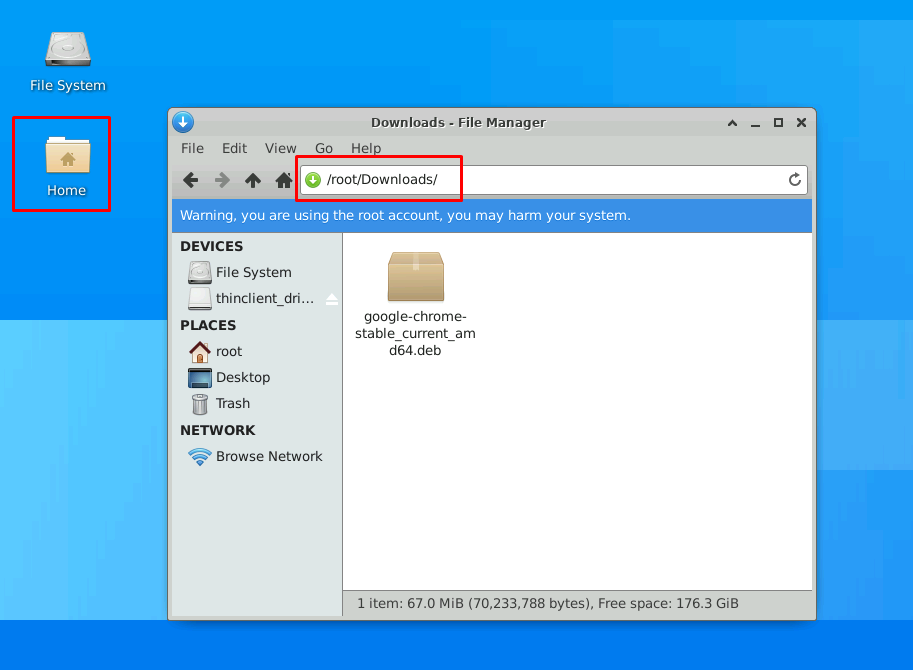 File System
Home
Downloads - File Manager
File Edit View Go Help
/root/Downloads/
Warning, you are using the root account, you may harm your system.
DEVICES
File System
thinclient_dri...
PLACES
root
Desktop
Trash
NETWORK
Browse Network
google-chrome-
stable_current_am
d64.deb
1 item: 67.0 MiB (70,233,788 bytes), Free space: 176.3 GiB